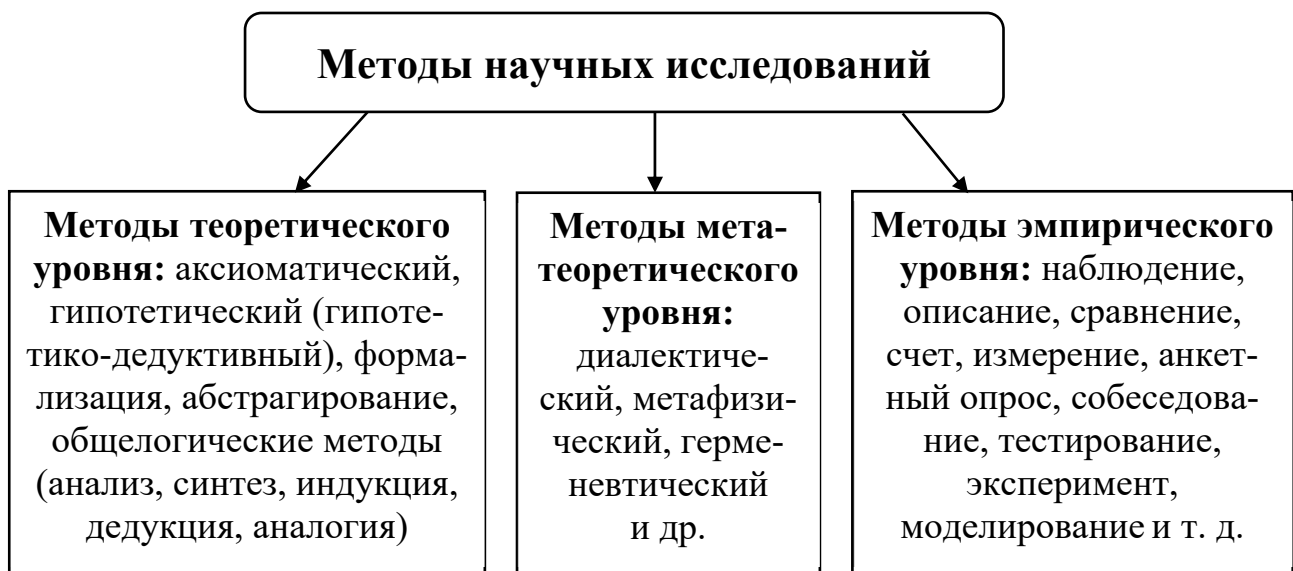 Методы научных исследований
Методы теоретического
уровня: аксиоматический,
гипотетический (гипоте-
тико-дедуктивный), форма-
лизация, абстрагирование,
общелогические методы
(анализ, синтез, индукция,
дедукция, аналогия)
Методы мета-
теоретического
уровня:
диалектиче-
ский, метафизи-
ческий, герме-
невтический
и др.
Методы эмпирического
уровня: наблюдение,
описание, сравнение,
счет, измерение, анкет-
ный опрос, собеседова-
ние, тестирование,
эксперимент,
моделирование и т. д.